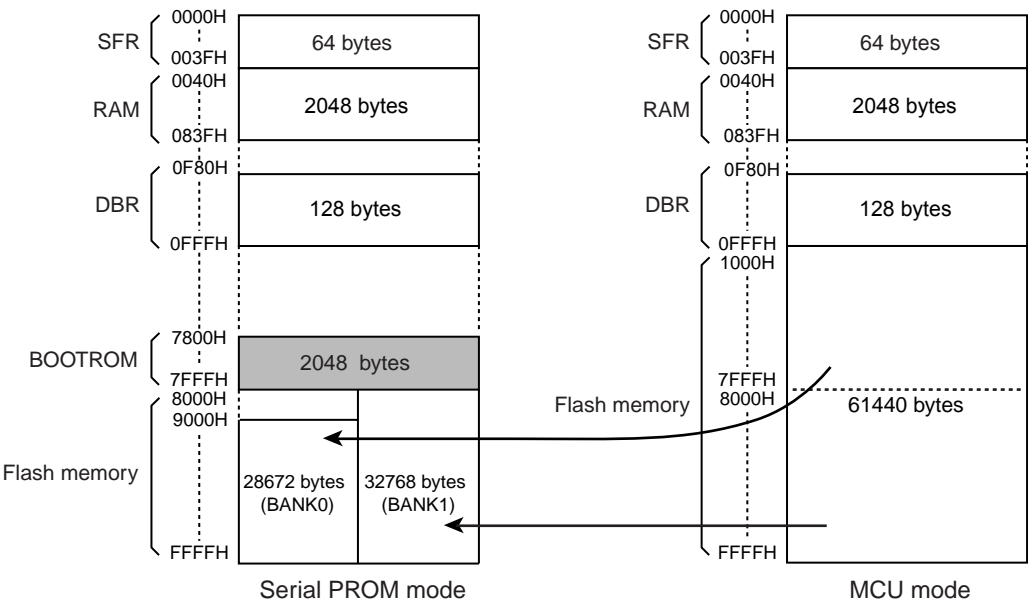 0000H
SFR
64 bytes
003FH
0040H
RAM
2048 bytes
083FH
0F80H
DBR
128 bytes
0FFFH
7800H
BOOTROM
2048 bytes
7FFFH
8000H
9000H
Flash memory
28672 bytes
(BANK0)
32768 bytes
(BANK1)
FFFFH
Serial PROM mode
0000H
SFR
64 bytes
003FH
0040H
RAM
2048 bytes
083FH
0F80H
DBR
128 bytes
0FFFH
1000H
7FFFH
8000H
Flash memory
61440 bytes
FFFFH
MCU mode